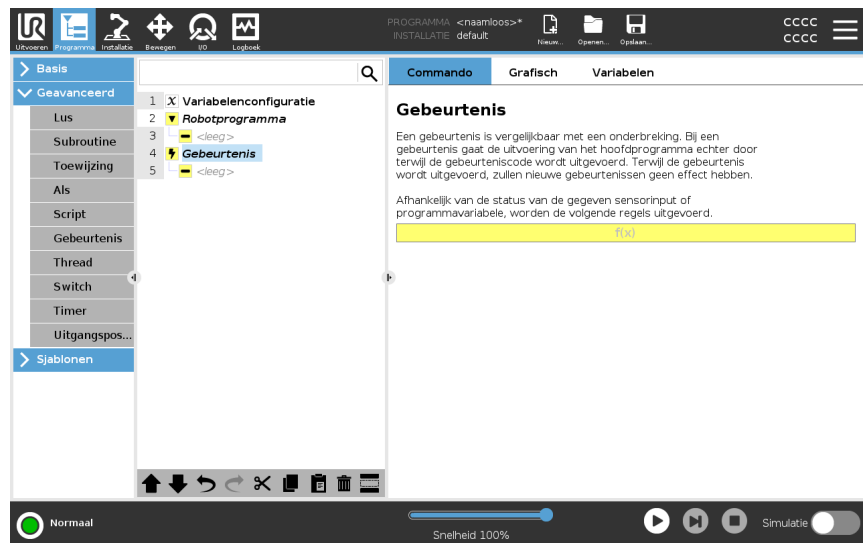 PROGRAMMA <naamloos>*
INSTALLATIE default
Uitvoeren
Programma
Installatie
Bewegen
I/O
Logboek
Nieuw...
Openen...
Opslaan...
CCCC
CCCC
Basis
Geavanceerd
Lus
Subroutine
Toewijzing
Als
Script
Gebeurtenis
Thread
Switch
Timer
Uitgangspos...
Sjablonen
1 X Variabelenconfiguratie
2 Robotprogramma
3 <leeg>
4 Gebeurtenis
5 <leeg>
Commando
Grafisch
Variabelen
Gebeurtenis
Een gebeurtenis is vergelijkbaar met een onderbreking. Bij een
gebeurtenis gaat de uitvoering van het hoofdprogramma echter door
terwijl de gebeurteniscode wordt uitgevoerd. Terwijl de gebeurtenis
wordt uitgevoerd, zullen nieuwe gebeurtenissen geen effect hebben.
Afhankelijk van de status van de gegeven sensorinput of
programmavariabele, worden de volgende regels uitgevoerd.
f(x)
Normaal
Snelheid 100%
Simulatie